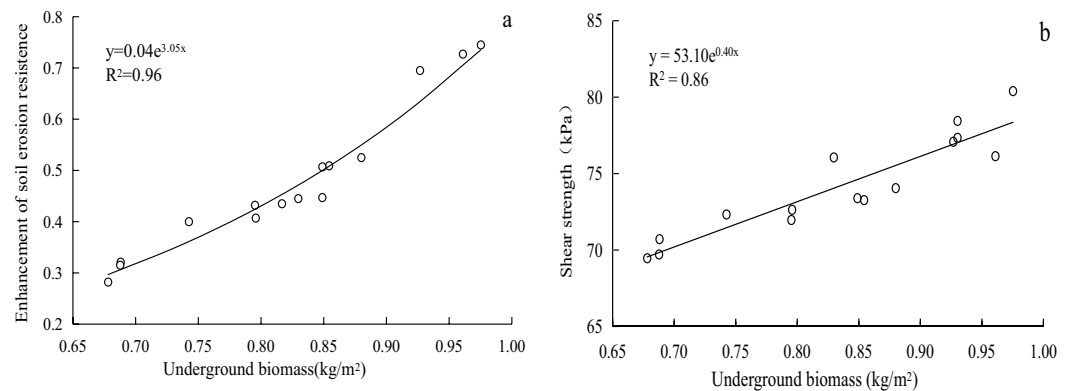 a
y=0.04e^3.05x
R²=0.96
Enhancement of soil erosion resistence
0.8
0.7
0.6
0.5
0.4
0.3
0.2
0.65 0.70 0.75 0.80 0.85 0.90 0.95 1.00
Underground biomass(kg/m²)
b
y = 53.10e^0.40x
R² = 0.86
Shear strength（kPa）
85
80
75
70
65
0.65 0.70 0.75 0.80 0.85 0.90 0.95 1.00
Underground biomass (kg/m²)